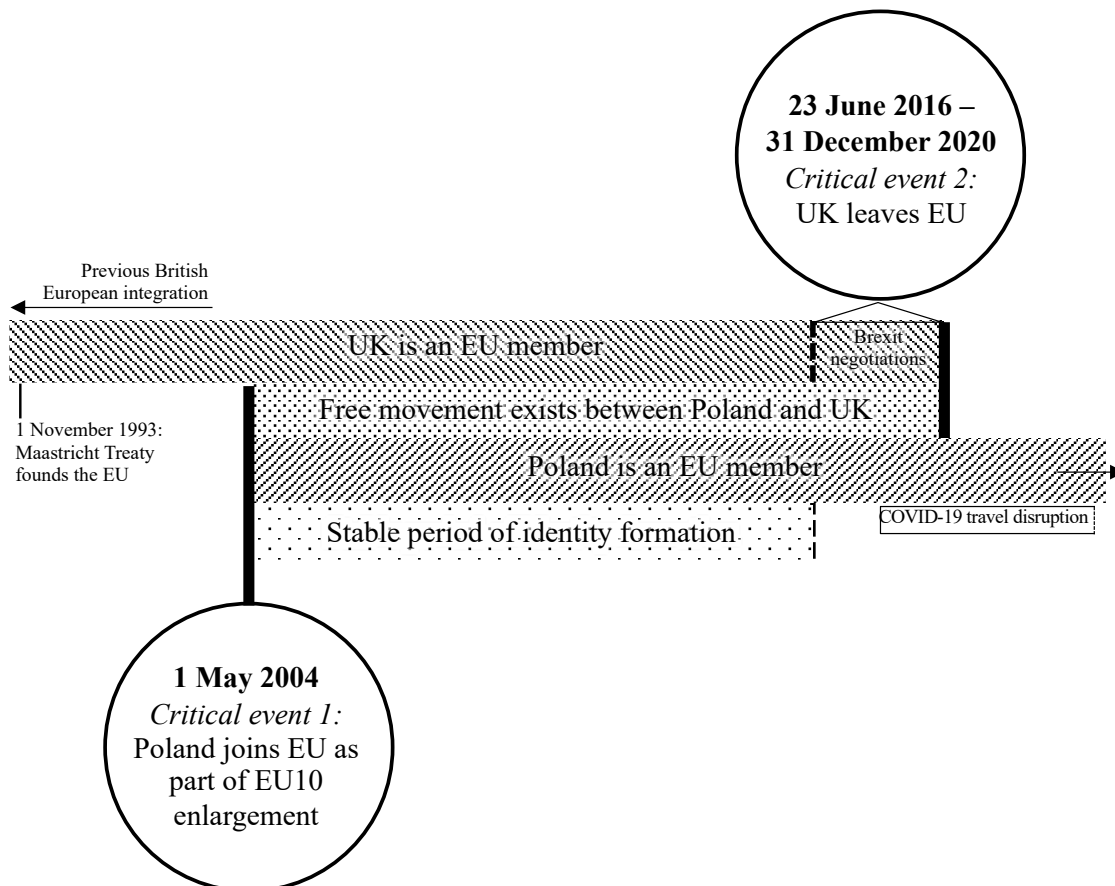 23 June 2016 –
31 December 2020
Critical event 2:
UK leaves EU
Previous British
European integration
UK is an EU member
Brexit
negotiations
Free movement exists between Poland and UK
1 November 1993:
Maastricht Treaty
founds the EU
Poland is an EU member
COVID-19 travel disruption
Stable period of identity formation
1 May 2004
Critical event 1:
Poland joins EU as
part of EU10
enlargement